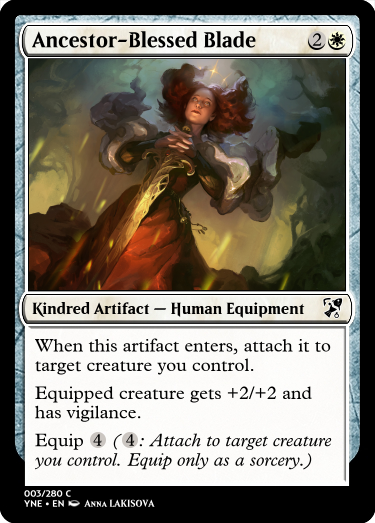 Ancestor-Blessed Blade 2
Kindred Artifact — Human Equipment
When this artifact enters, attach it to
target creature you control.
Equipped creature gets +2/+2 and
has vigilance.
Equip 4 (4: Attach to target creature
you control. Equip only as a sorcery.)
003/280 C
YNE • EN Anna LAKISOVA